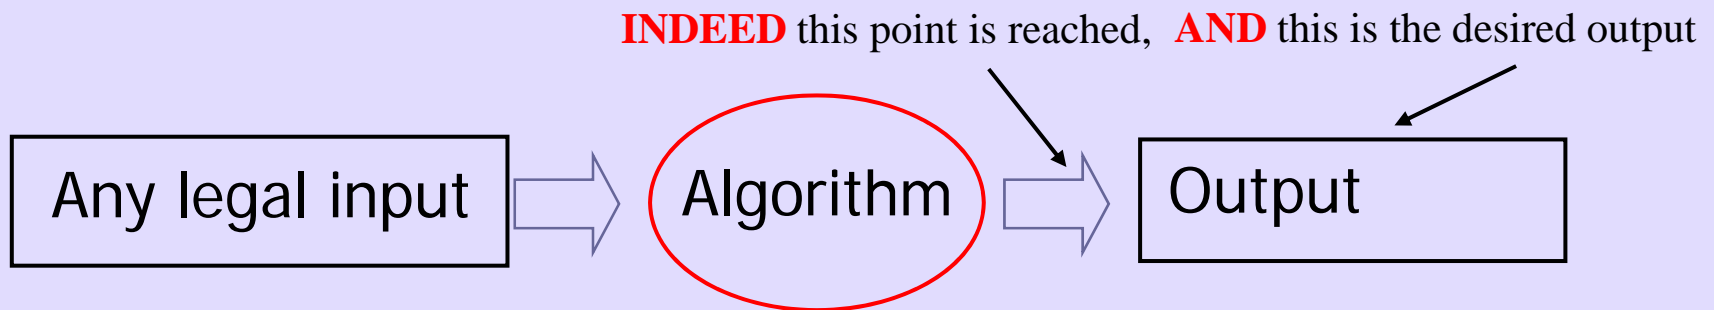 INDEED this point is reached, AND this is the desired output
Any legal input
Algorithm
Output